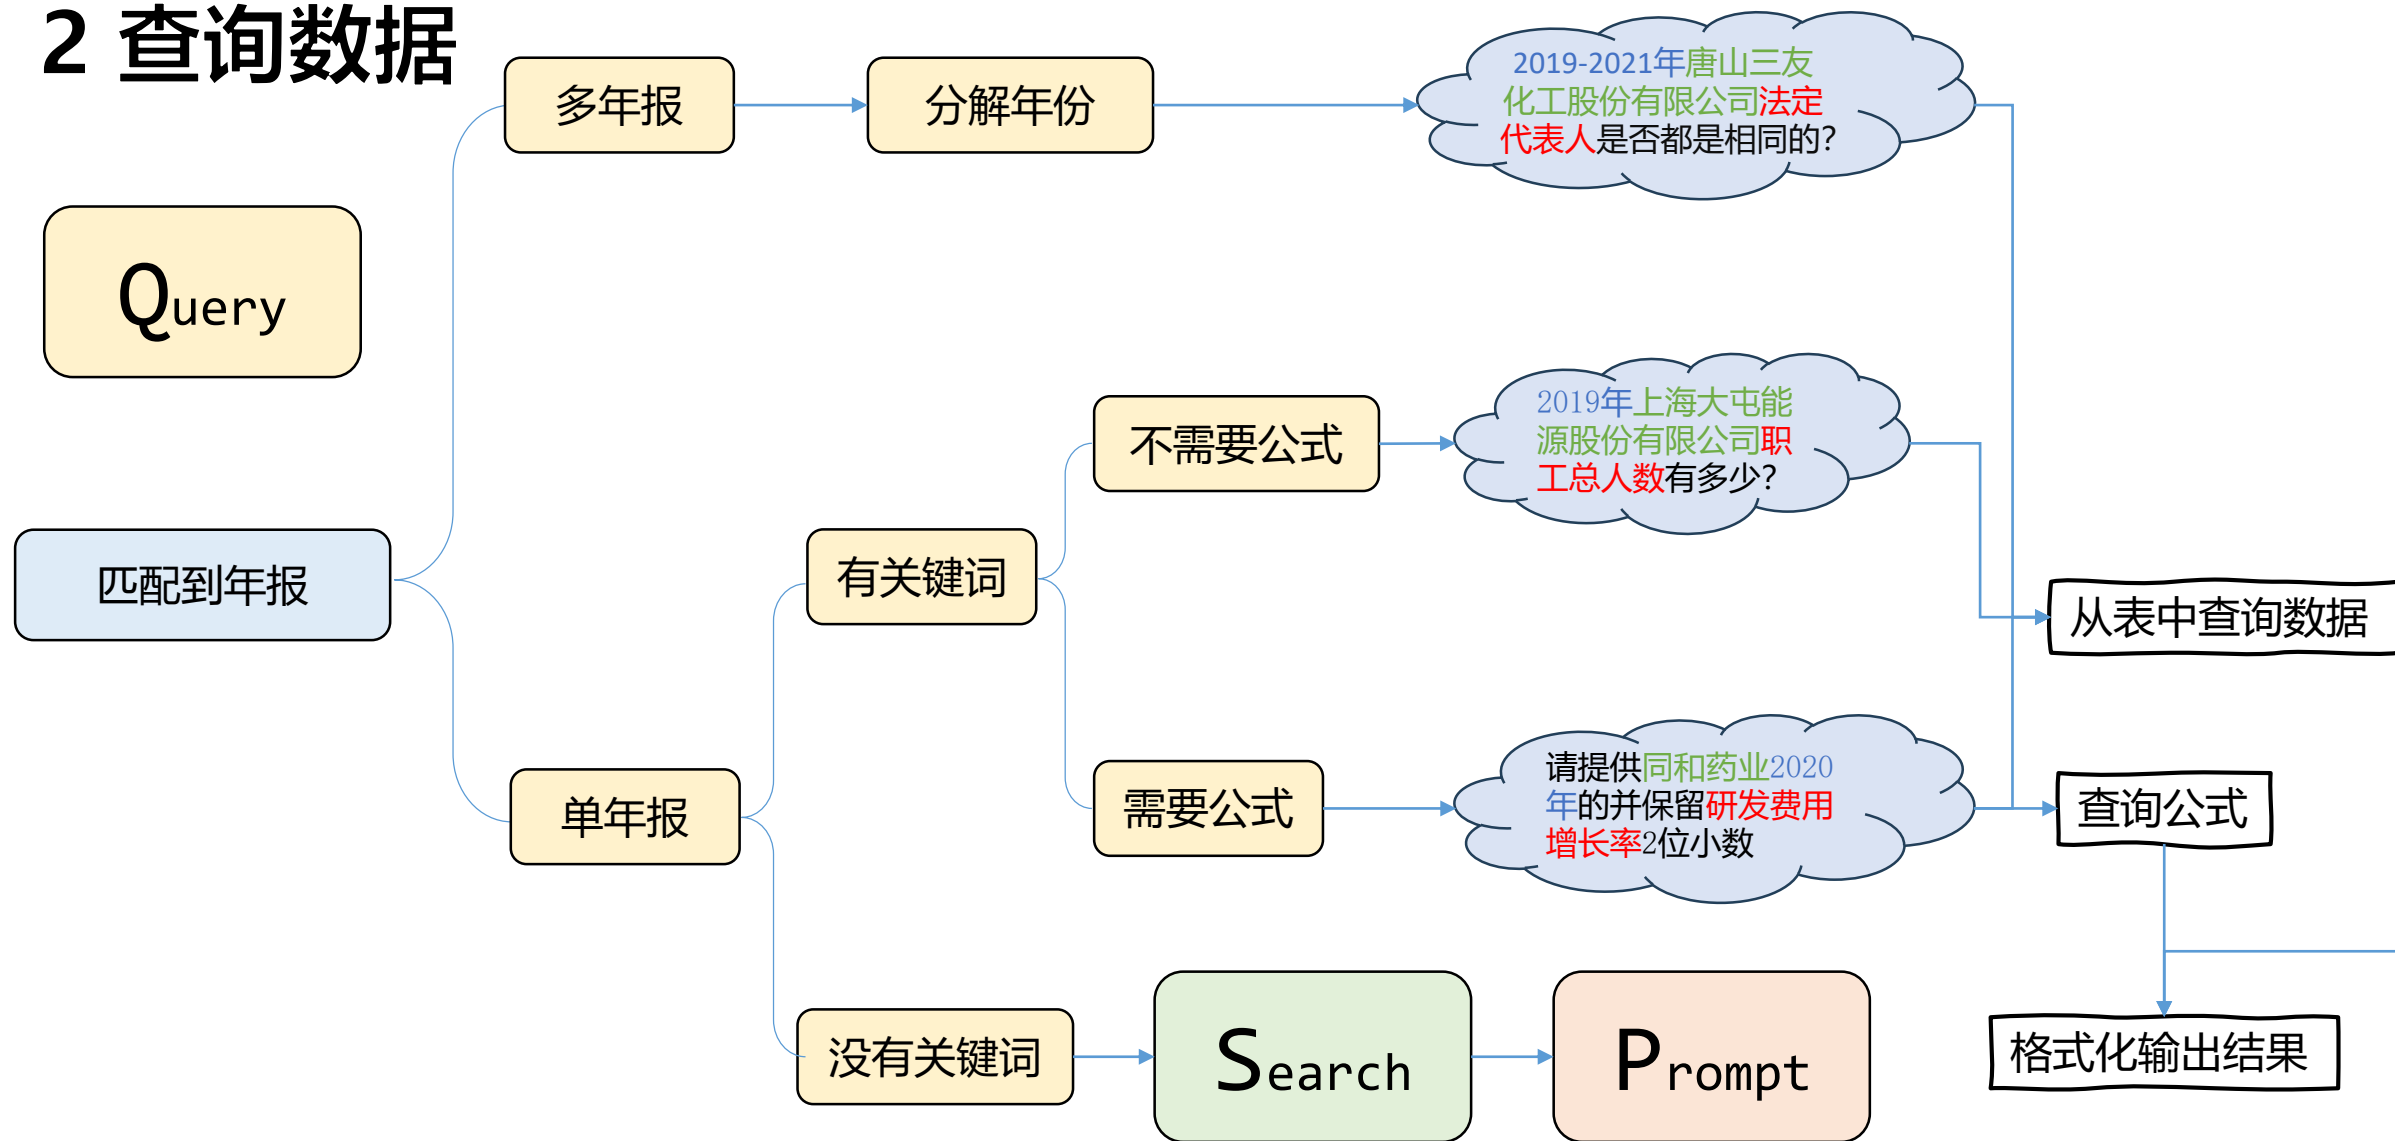 2 查询数据
多年报
分解年份
2019-2021年唐山三友
化工股份有限公司法定
代表人是否都是相同的?
Query
不需要公式
2019年上海大屯能
源股份有限公司职
工总人数有多少?
匹配到年报
有关键词
从表中查询数据
单年报
需要公式
请提供同和药业2020
年的并保留研发费用
增长率2位小数
查询公式
没有关键词
Search
Prompt
格式化输出结果